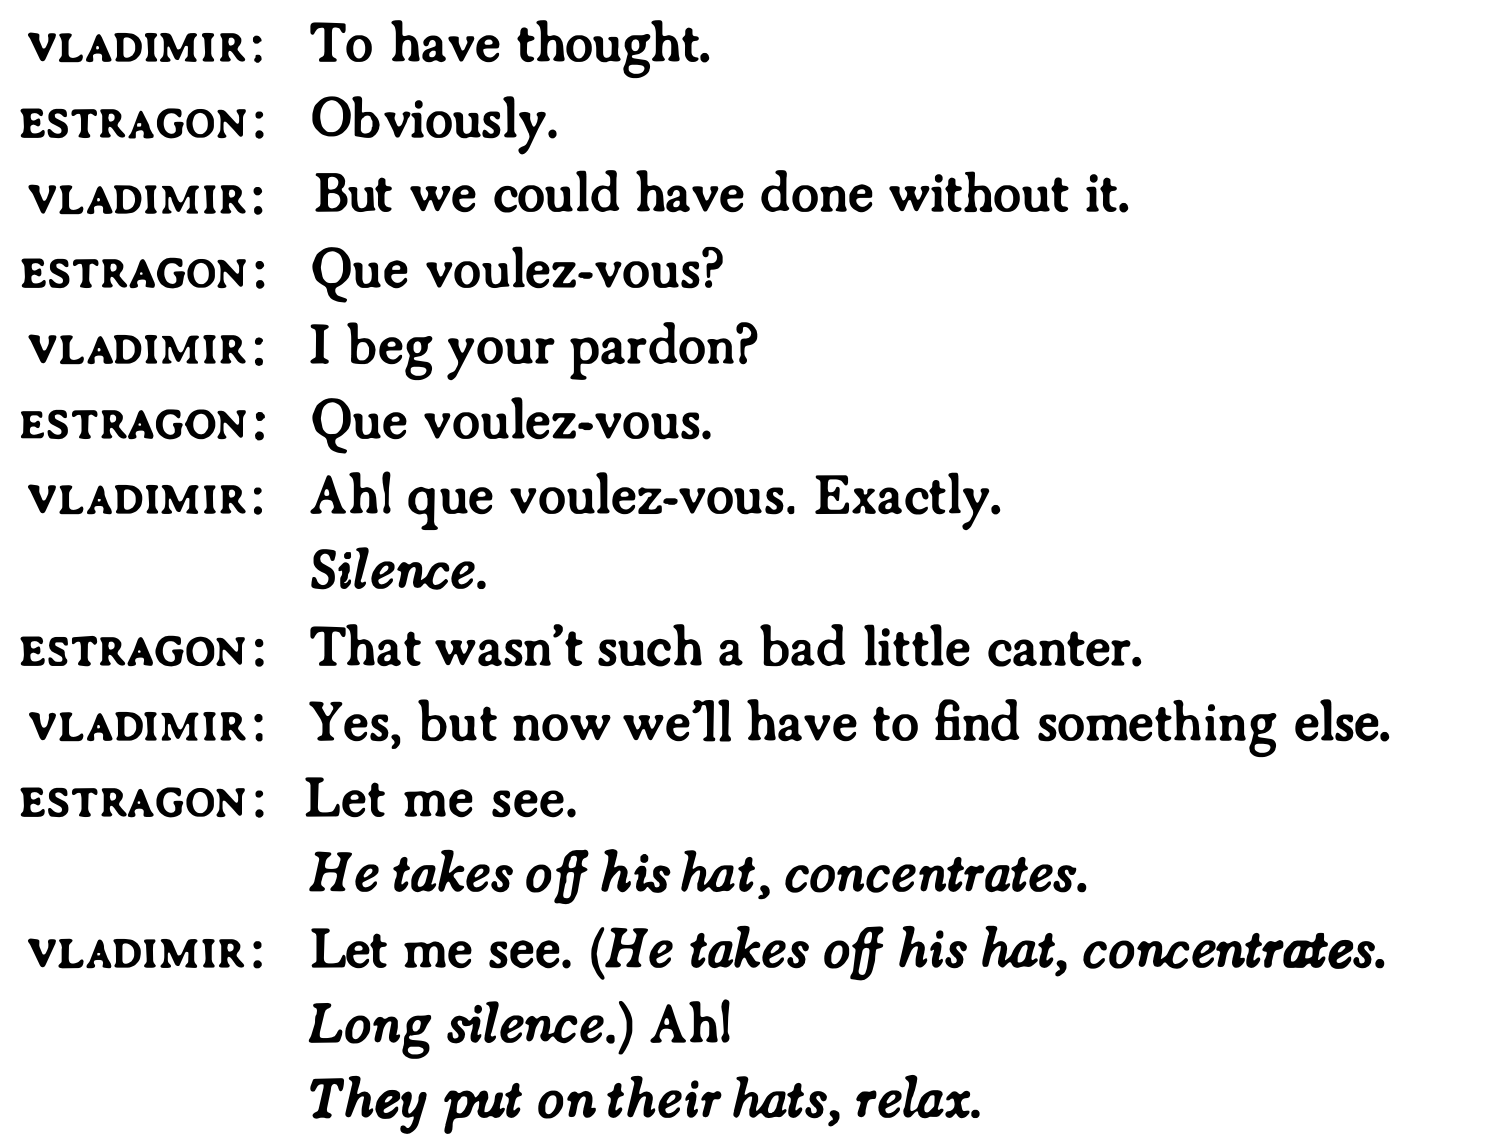 VLADIMIR: To have thought.
ESTRAGON: Obviously.
VLADIMIR: But we could have done without it.
ESTRAGON: Que voulez-vous?
VLADIMIR: I beg your pardon?
ESTRAGON: Que voulez-vous.
VLADIMIR: Ah! que voulez-vous. Exactly.
Silence.
ESTRAGON: That wasn't such a bad little canter.
VLADIMIR: Yes, but now we'll have to find something else.
ESTRAGON: Let me see.
He takes off his hat, concentrates.
VLADIMIR: Let me see. (He takes off his hat, concentrates.
Long silence.) Ah!
They put on their hats, relax.